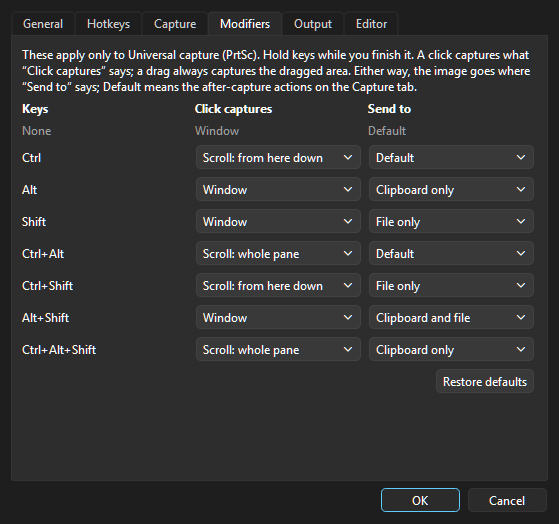 General Hotkeys Capture Modifiers Output Editor
These apply only to Universal capture (PrtSc). Hold keys while you finish it. A click captures what
“Click captures” says; a drag always captures the dragged area. Either way, the image goes where
“Send to” says; Default means the after-capture actions on the Capture tab.
Keys Click captures Send to
None Window Default
Ctrl Scroll: from here down Default
Alt Window Clipboard only
Shift Window File only
Ctrl+Alt Scroll: whole pane Default
Ctrl+Shift Scroll: from here down File only
Alt+Shift Window Clipboard and file
Ctrl+Alt+Shift Scroll: whole pane Clipboard only
Restore defaults
OK Cancel